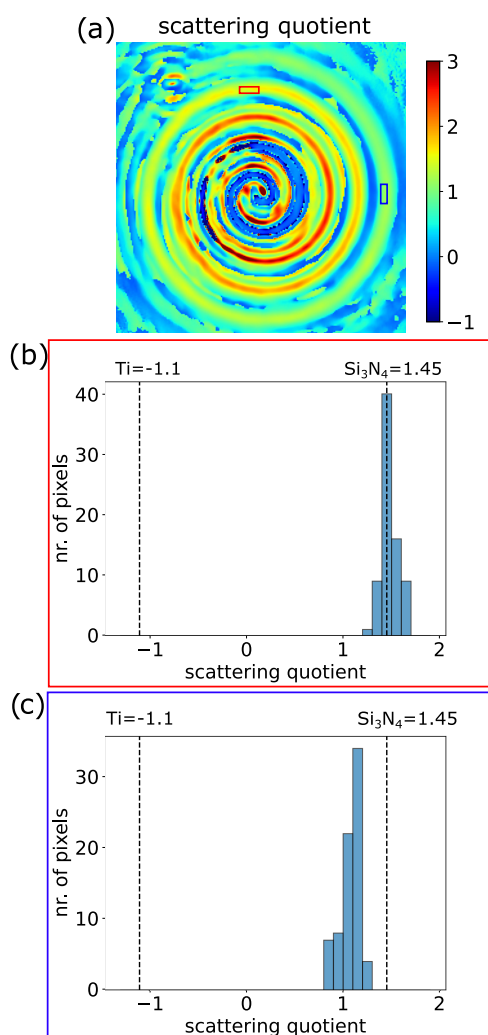 (a) scattering quotient
3
2
1
0
−1
(b)
Ti=-1.1 Si₃N₄=1.45
40
30
20
10
0
nr. of pixels
−1 0 1 2
scattering quotient
(c)
Ti=-1.1 Si₃N₄=1.45
30
20
10
0
nr. of pixels
−1 0 1 2
scattering quotient